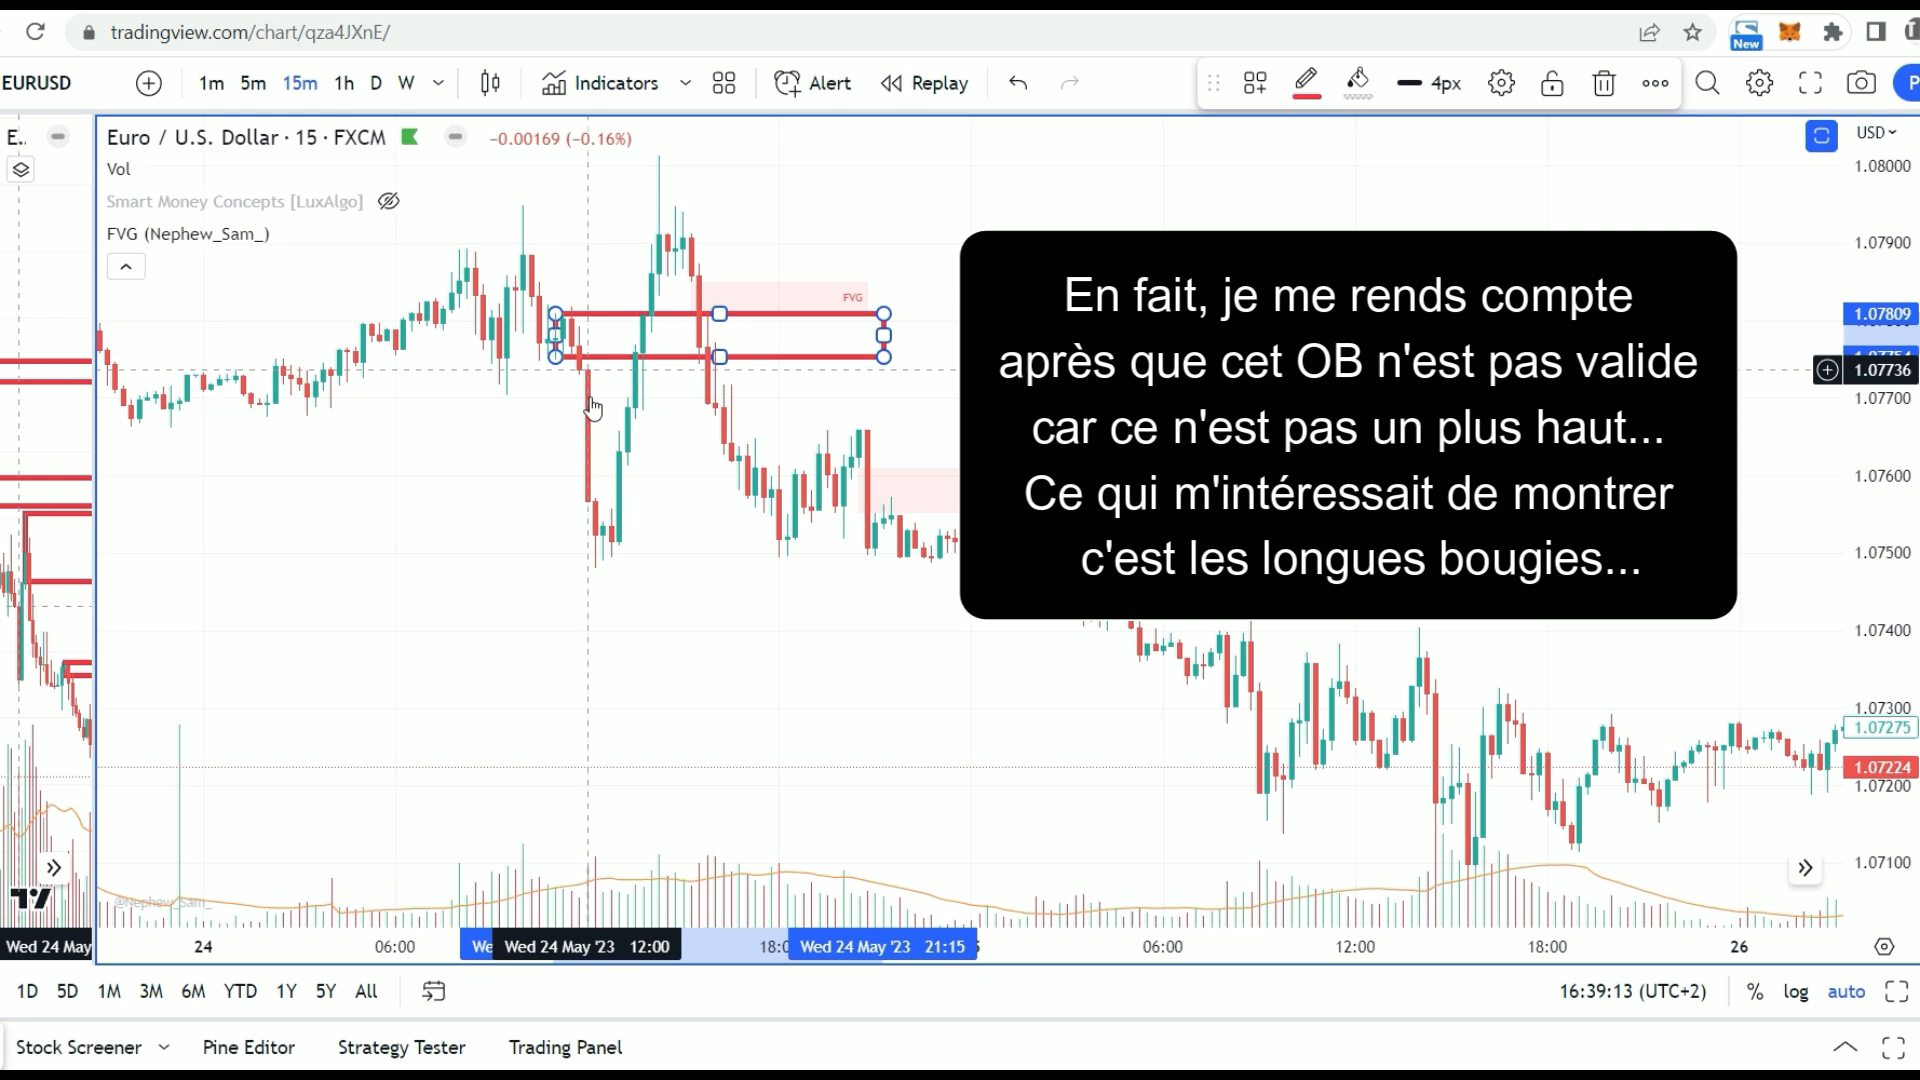 tradingview.com/chart/qza4JXnE/
New
EURUSD
1m 5m 15m 1h D W
Indicators
Alert
Replay
4px
P
E..
Euro / U.S. Dollar · 15 · FXCM
−0.00169 (−0.16%)
USD
Vol
Smart Money Concepts [LuxAlgo]
FVG (Nephew_Sam_)
FVG
En fait, je me rends compte
après que cet OB n'est pas valide
car ce n'est pas un plus haut...
Ce qui m'intéressait de montrer
c'est les longues bougies...
1.08000
1.07900
1.07809
1.07736
1.07700
1.07600
1.07500
1.07400
1.07300
1.07275
1.07224
1.07200
1.07100
@Nephew_Sam_
Wed 24 May
24
06:00
We
Wed 24 May '23 12:00
Wed 24 May '23 21:15
06:00
12:00
18:00
26
1D 5D 1M 3M 6M YTD 1Y 5Y All
16:39:13 (UTC+2)
% log auto
Stock Screener
Pine Editor
Strategy Tester
Trading Panel